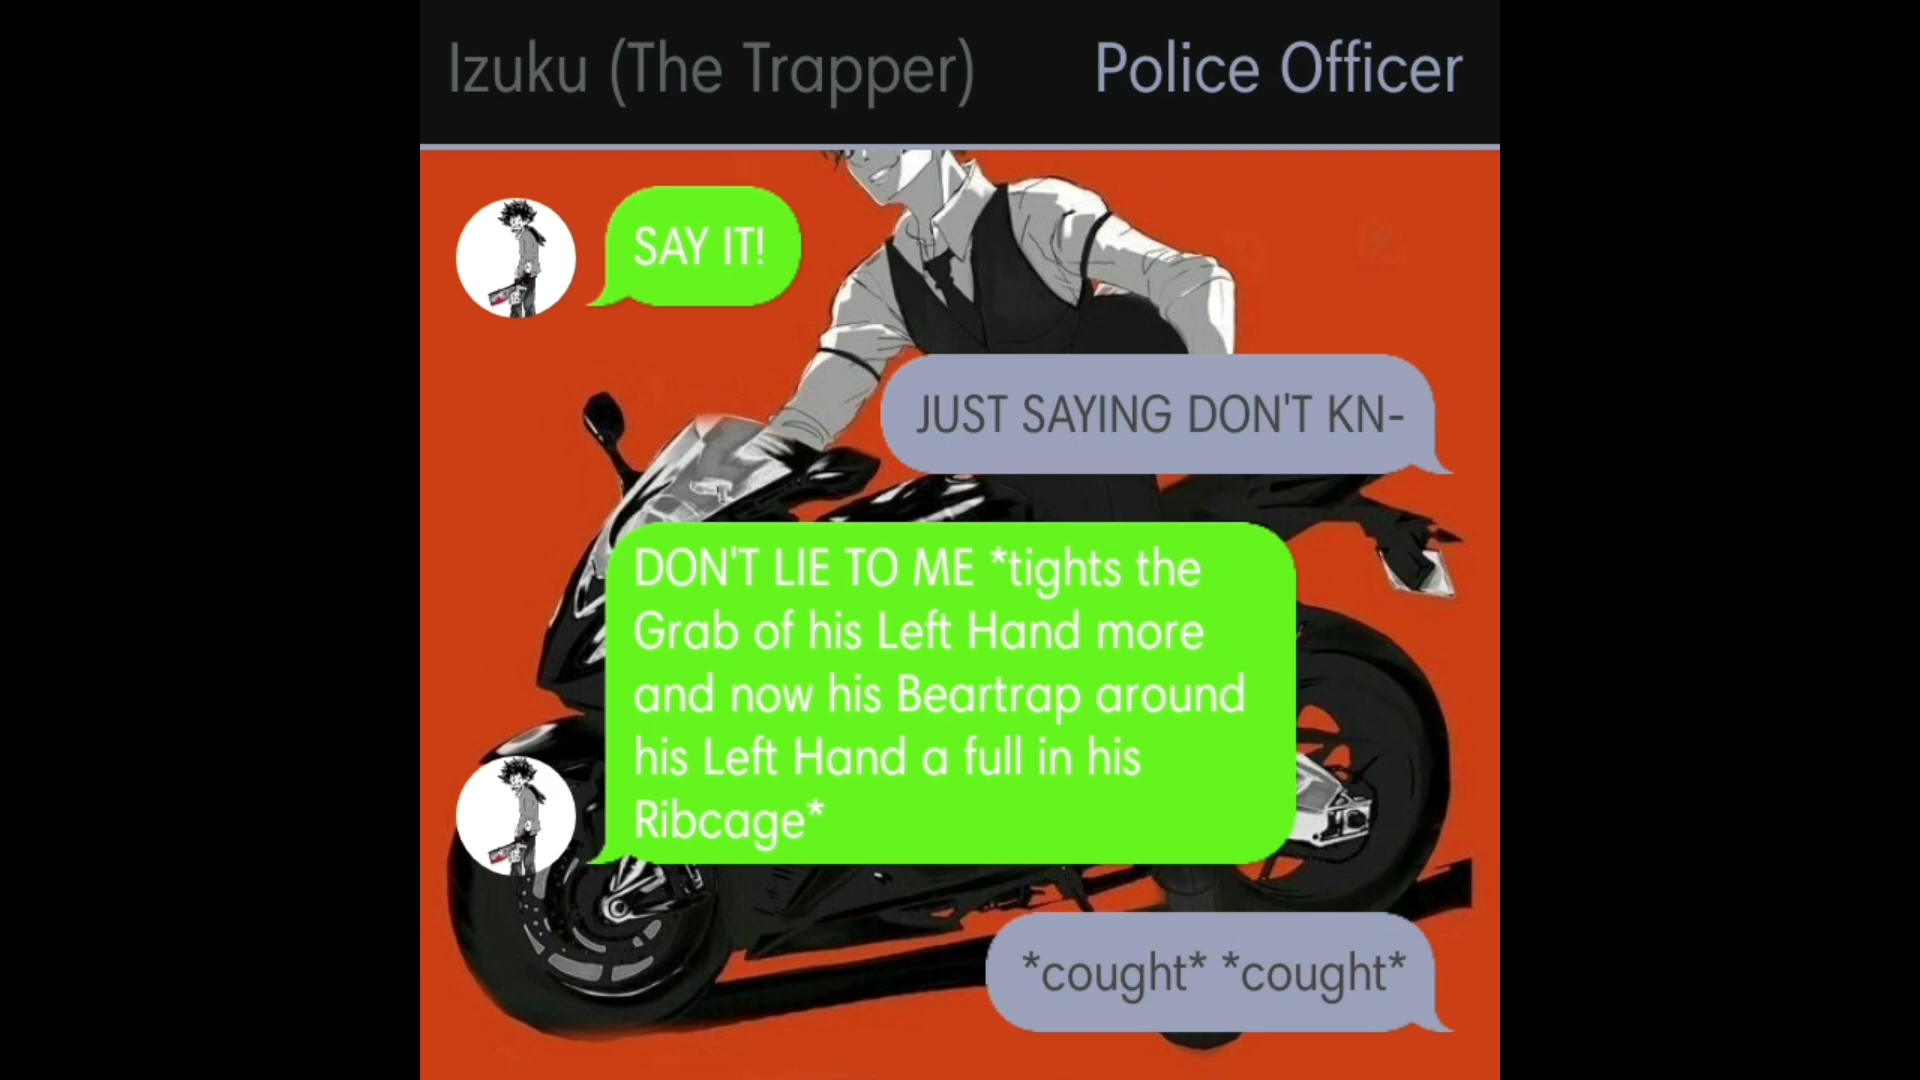 Izuku (The Trapper)
Police Officer
SAY IT!
JUST SAYING DON'T KN-
DON'T LIE TO ME *tights the
Grab of his Left Hand more
and now his Beartrap around
his Left Hand a full in his
Ribcage*
*cought* *cought*